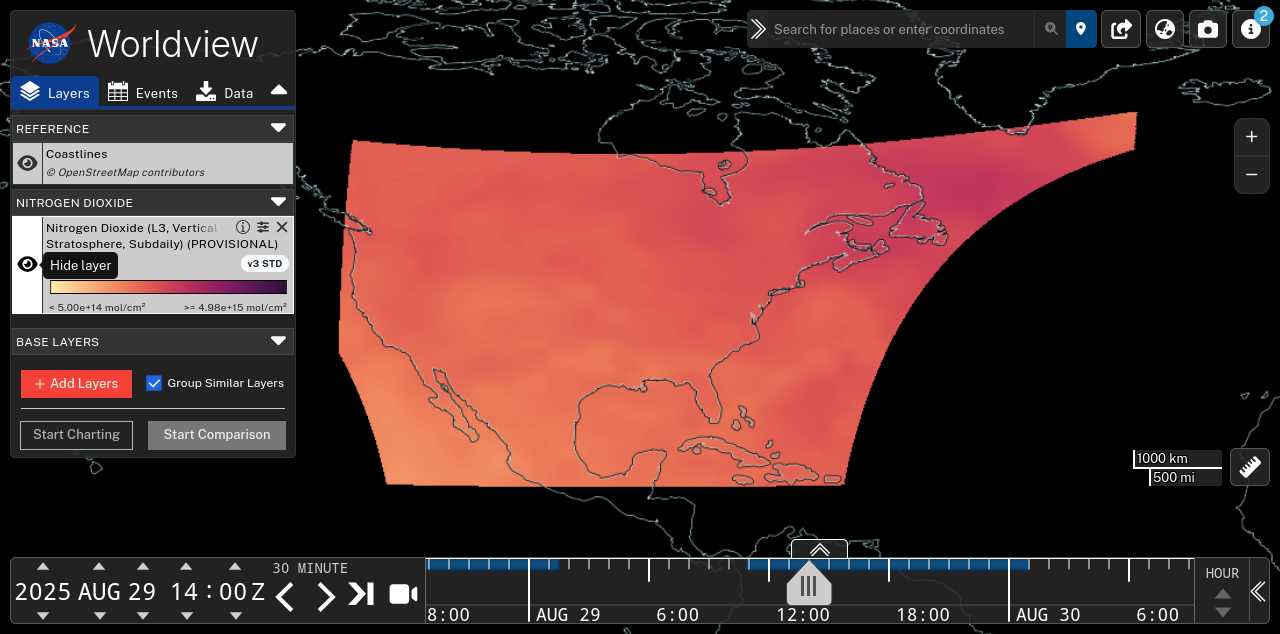 NASA Worldview
Search for places or enter coordinates
2
Layers
Events
Data
REFERENCE
Coastlines
© OpenStreetMap contributors
NITROGEN DIOXIDE
Nitrogen Dioxide (L3, Vertical
Stratosphere, Subdaily) (PROVISIONAL)
Hide layer
v3 STD
< 5.00e+14 mol/cm²
>= 4.98e+15 mol/cm²
BASE LAYERS
+ Add Layers
Group Similar Layers
Start Charting
Start Comparison
1000 km
500 mi
2025 AUG 29 14 : 00 Z
30 MINUTE
8:00
AUG 29
6:00
12:00
18:00
AUG 30
6:00
HOUR